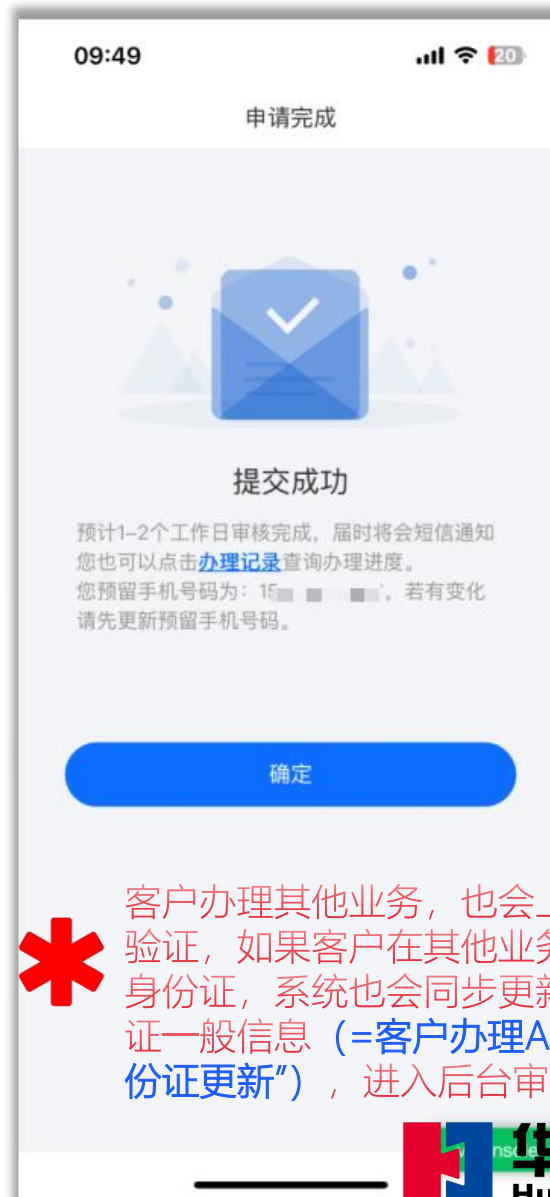 09:49
20
申请完成
提交成功
预计1-2个工作日审核完成，届时将会短信通知
您也可以点击办理记录查询办理进度。
您预留手机号码为：15 ，若有变化
请先更新预留手机号码。
确定
客户办理其他业务，也会
验证，如果客户在其他业务
身份证，系统也会同步更新
证一般信息（=客户办理A
份证更新”），进入后台审
华